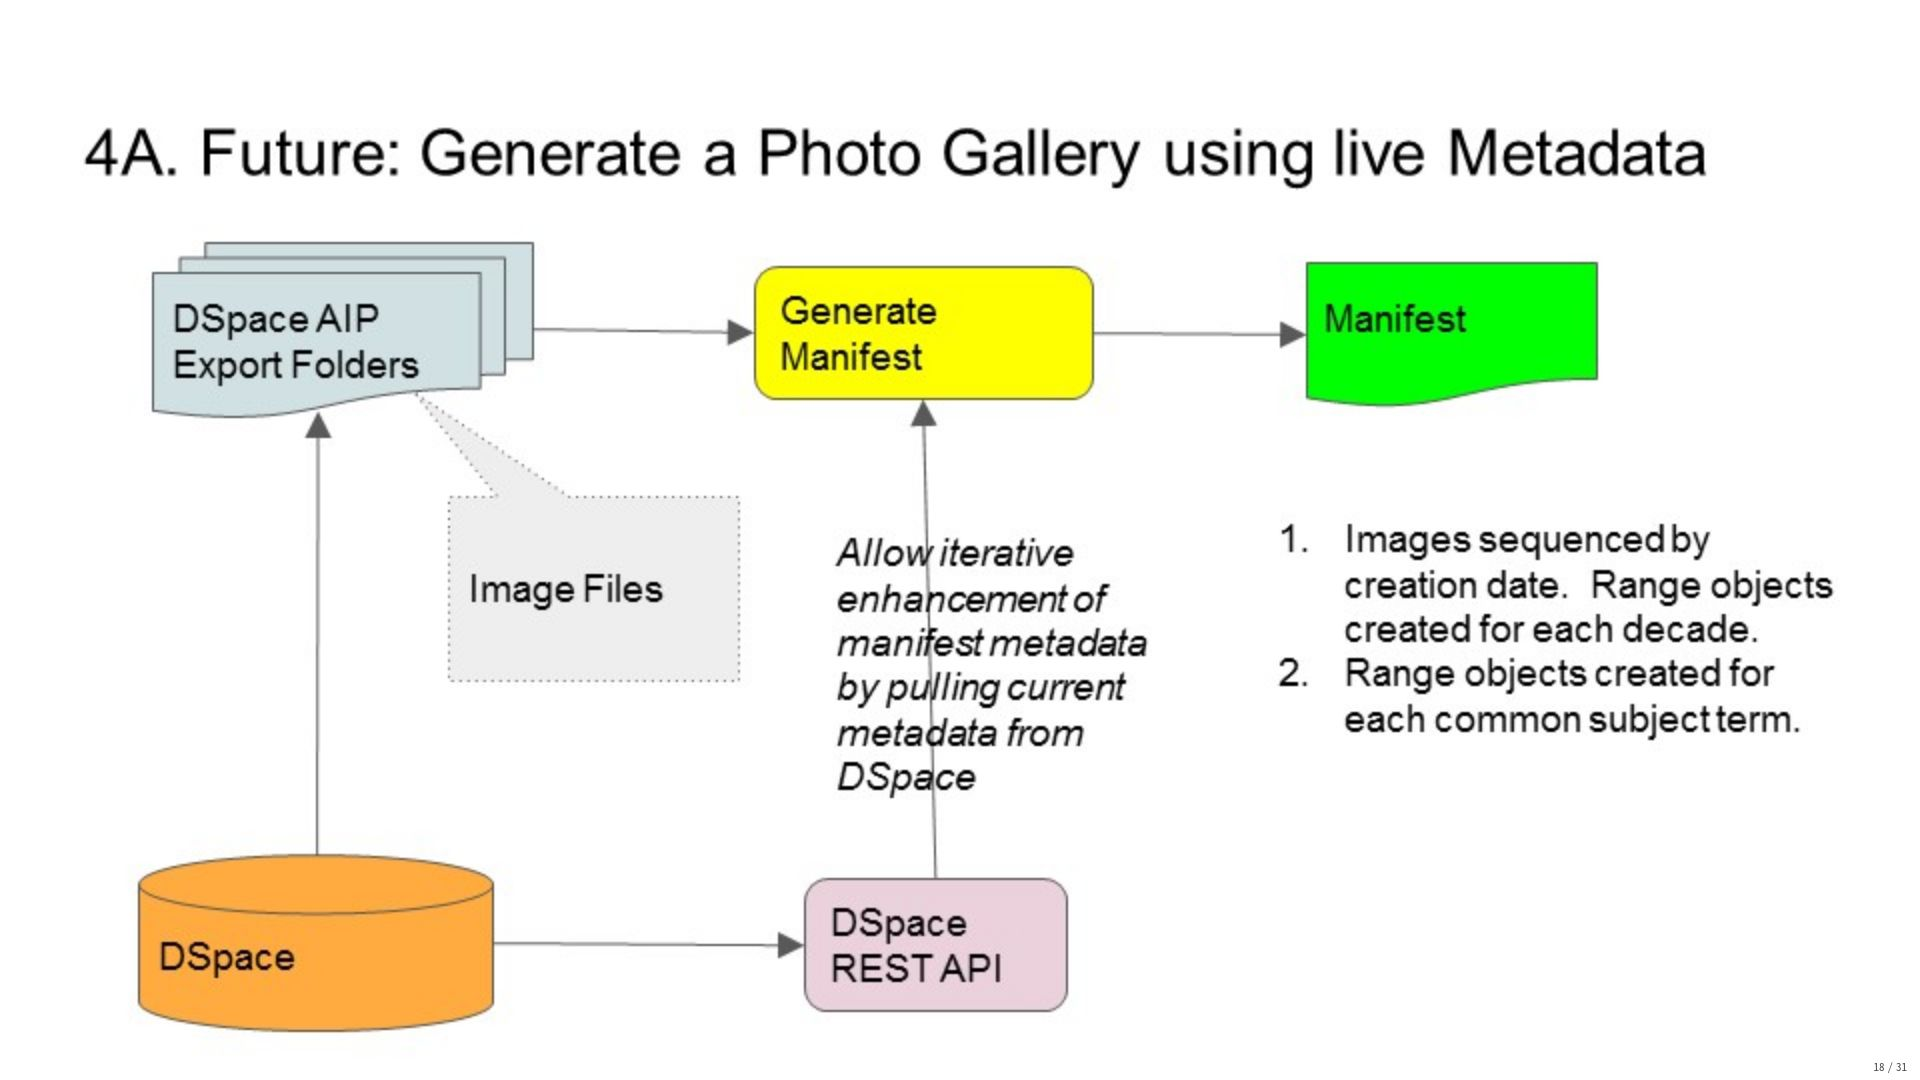 4A. Future: Generate a Photo Gallery using live Metadata
DSpace AIP
Export Folders
Generate
Manifest
Manifest
Image Files
Allow iterative
enhancement of
manifest metadata
by pulling current
metadata from
DSpace
1. Images sequenced by
creation date. Range objects
created for each decade.
2. Range objects created for
each common subject term.
DSpace
DSpace
REST API
18 / 31